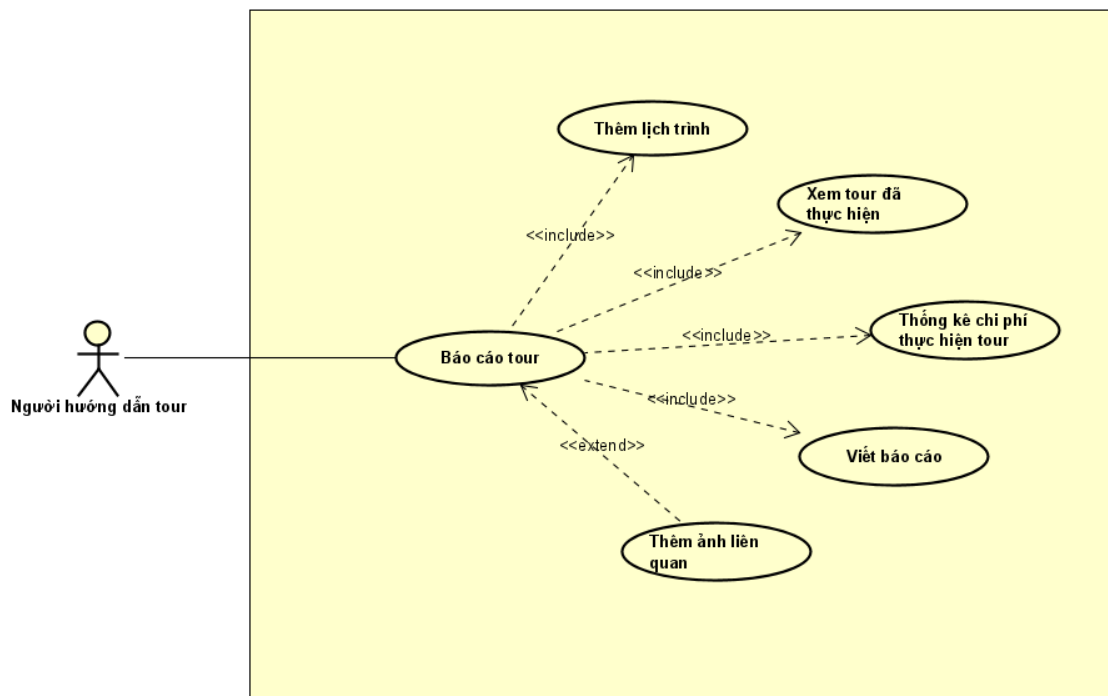 Thêm lịch trình
Xem tour đã
thực hiện
<<include>>
<<include>>
Thống kê chi phí
thực hiện tour
<<include>>
Báo cáo tour
<<include>>
Người hướng dẫn tour
<<extend>>
Viết báo cáo
Thêm ảnh liên
quan